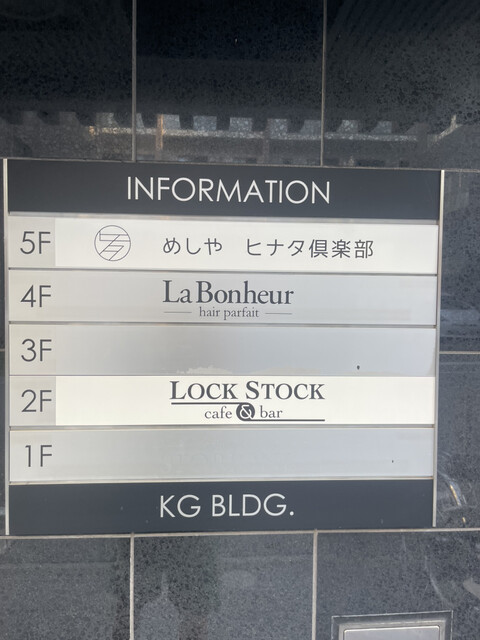 INFORMATION
5F めしや ヒナタ倶楽部
4F La Bonheur
hair parfait
3F
2F LOCK STOCK
cafe & bar
1F
KG BLDG.